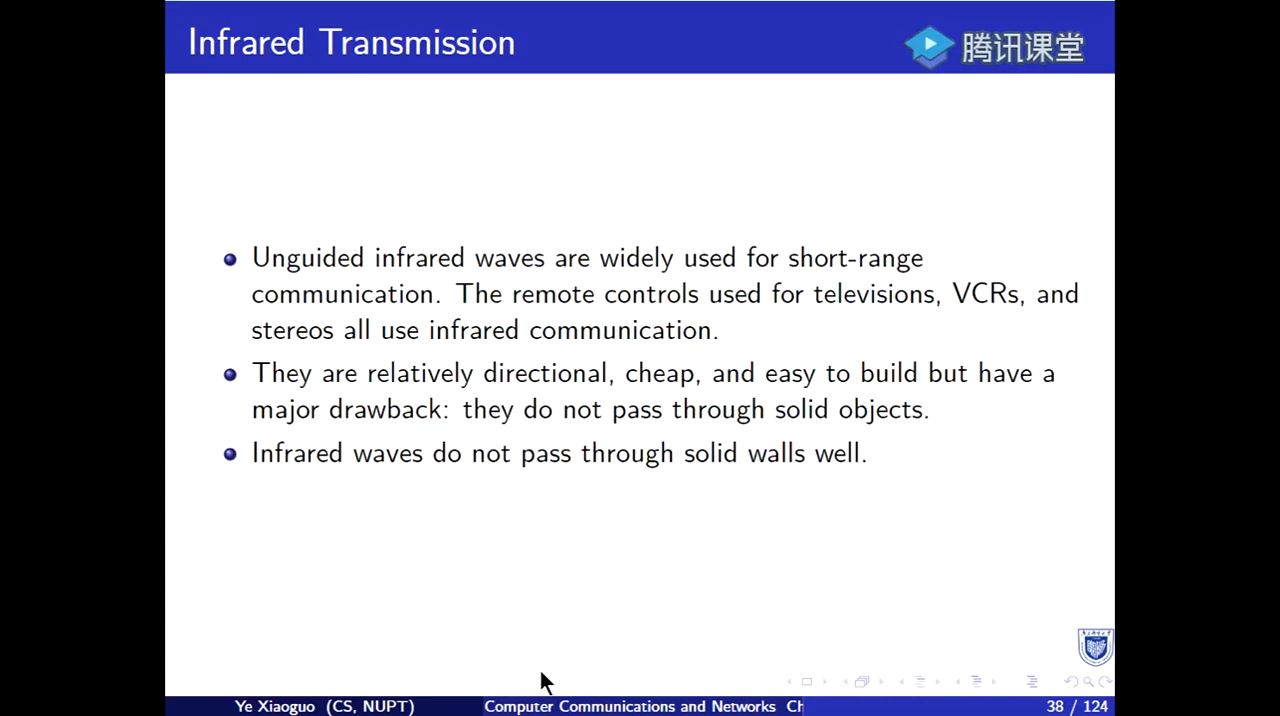 Infrared Transmission
腾讯课堂
Unguided infrared waves are widely used for short-range
communication. The remote controls used for televisions, VCRs, and
stereos all use infrared communication.
They are relatively directional, cheap, and easy to build but have a
major drawback: they do not pass through solid objects.
Infrared waves do not pass through solid walls well.
Ye Xiaoguo (CS, NUPT)
Computer Communications and Networks Ch
38 / 124